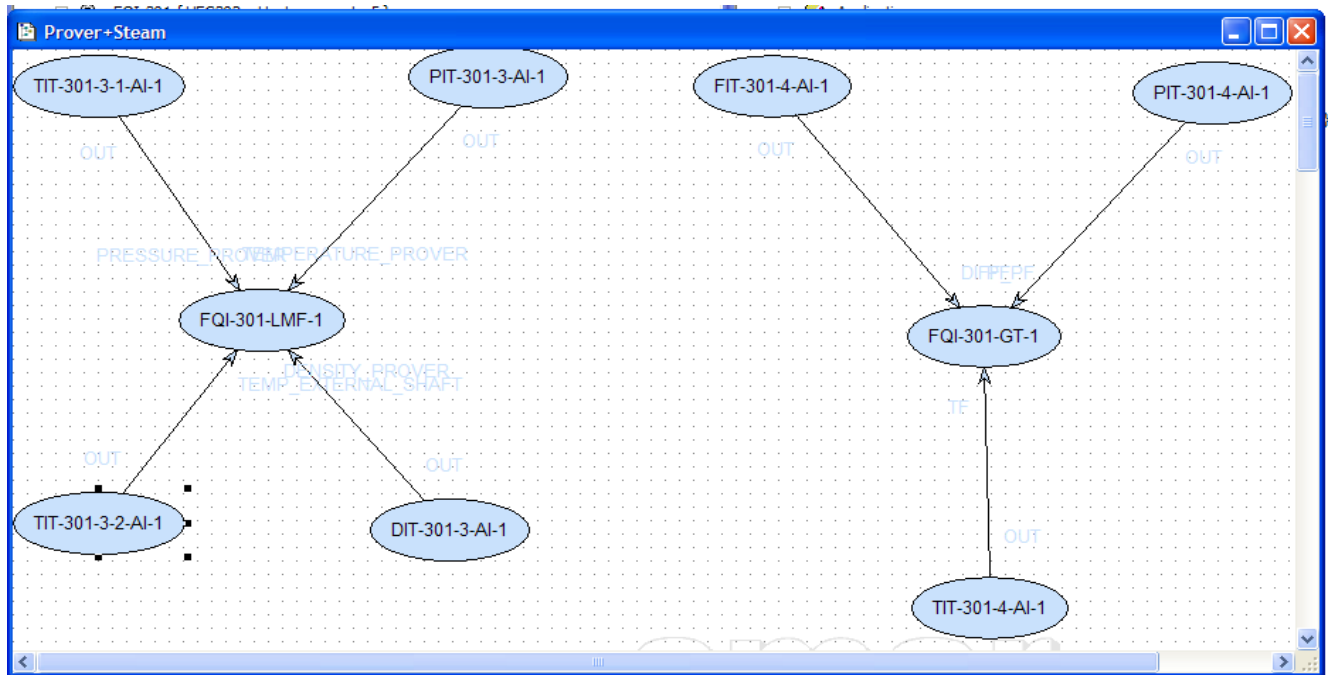 Prover+Steam
TIT-301-3-1-AI-1
PIT-301-3-AI-1
FIT-301-4-AI-1
PIT-301-4-AI-1
OUT
OUT
OUT
OUT
PRESSURE_PROVER
TEMPERATURE_PROVER
FQI-301-LMF-1
FQI-301-GT-1
DENSITY_PROVER
TEMP_EXTERNAL_SHAFT
TF
OUT
OUT
TIT-301-3-2-AI-1
DIT-301-3-AI-1
OUT
TIT-301-4-AI-1